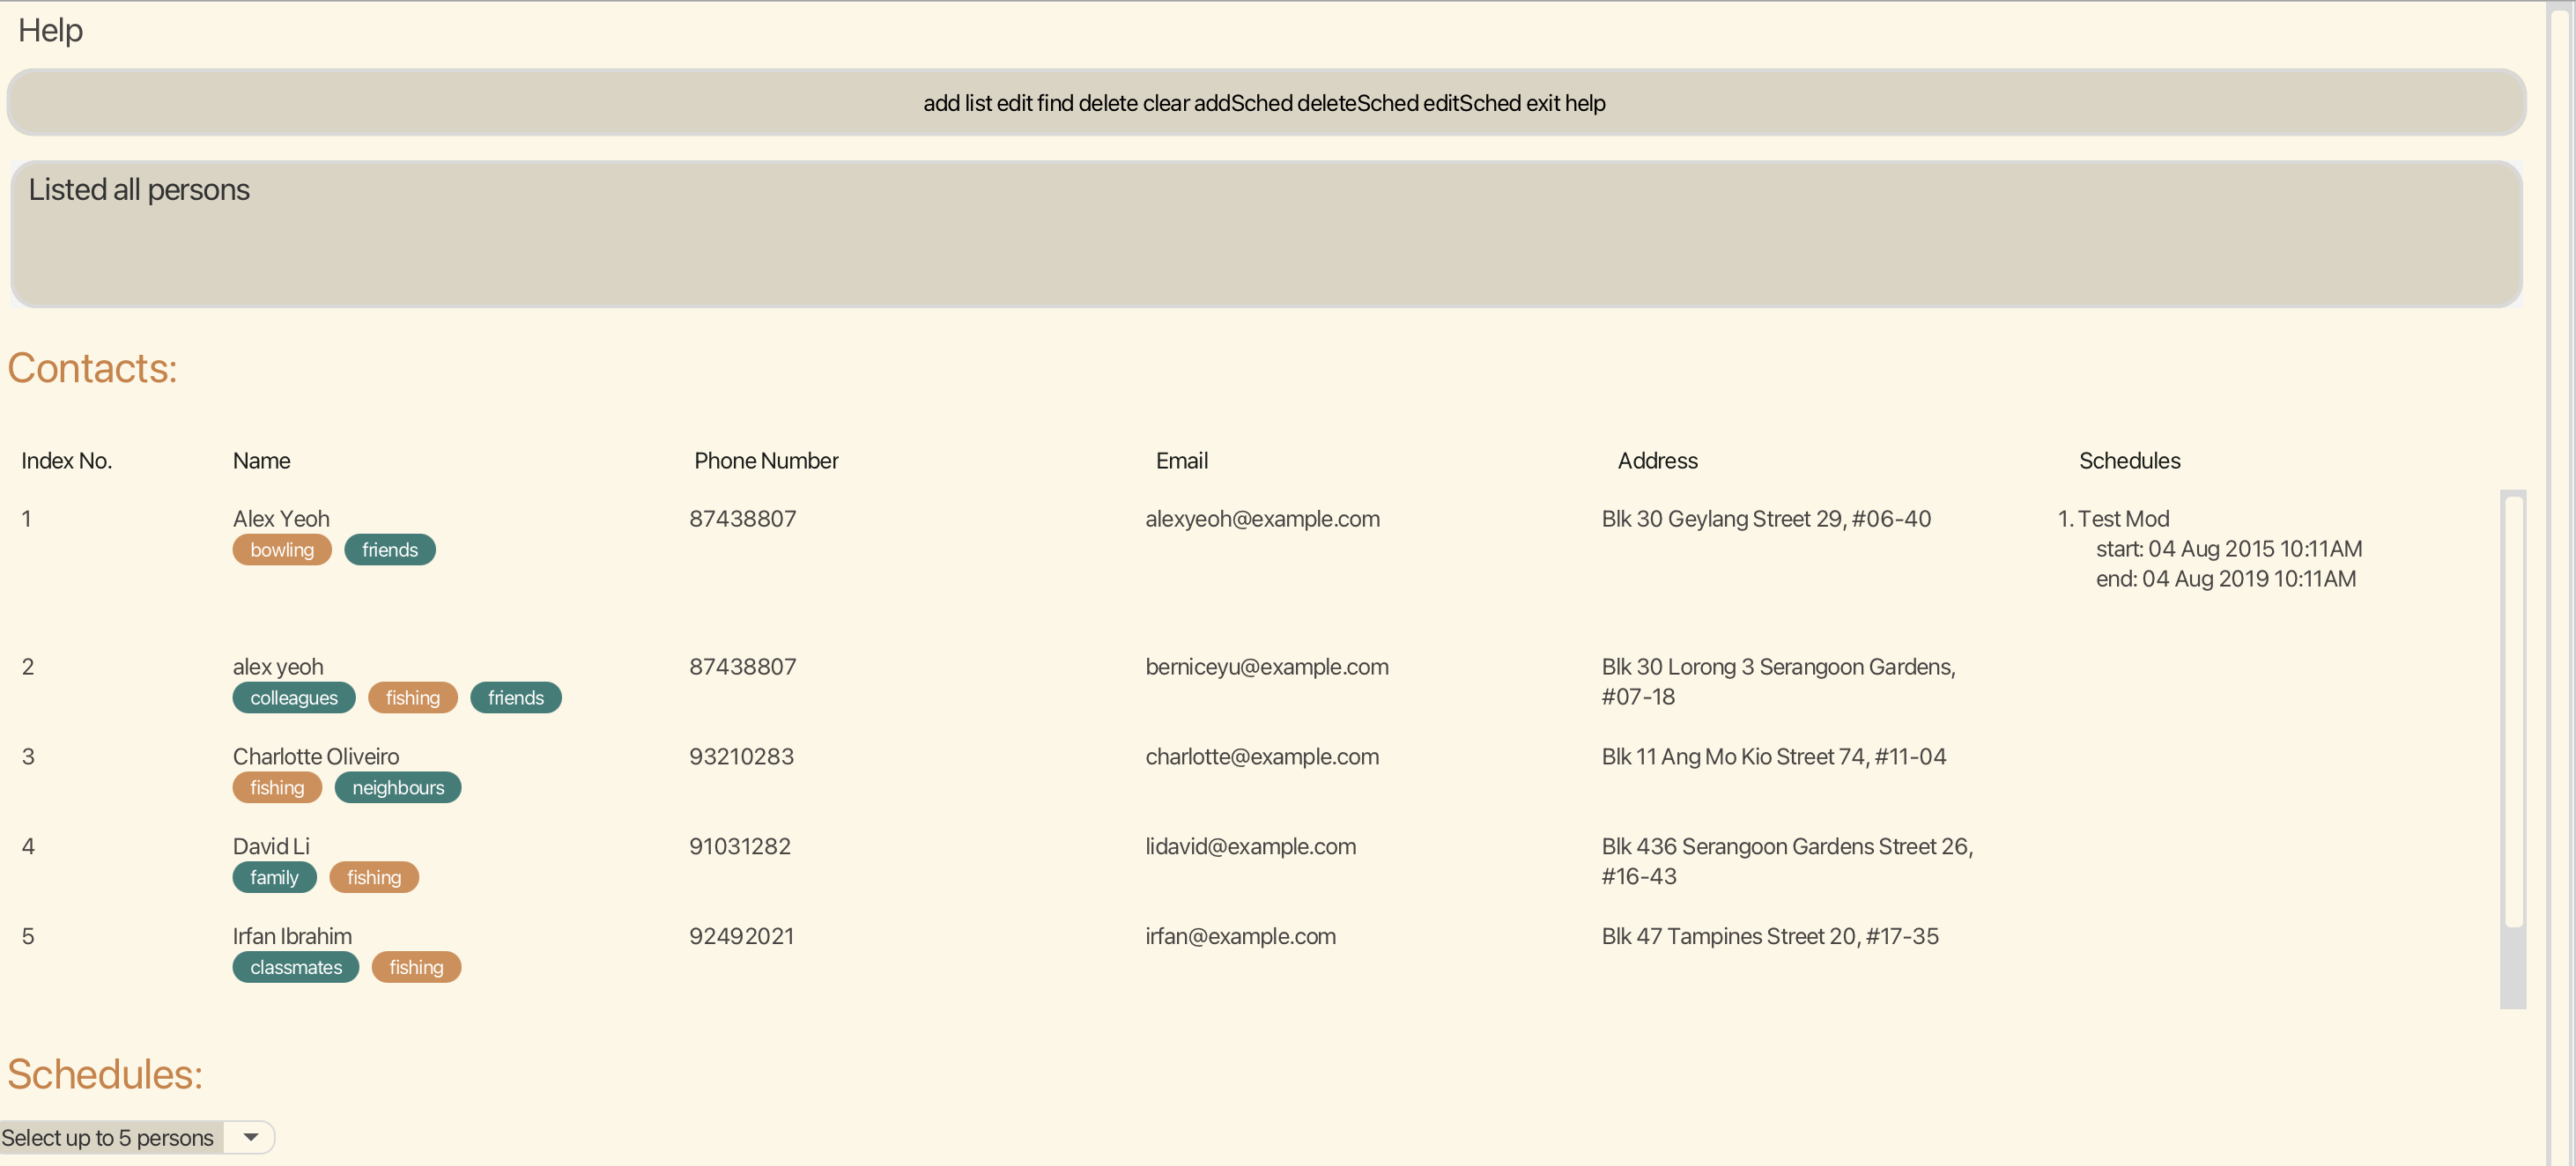 Help
add list edit find delete clear addSched deleteSched editSched exit help
Listed all persons
Contacts:
Index No. Name Phone Number Email Address Schedules
1 Alex Yeoh 87438807 alexyeoh@example.com Blk 30 Geylang Street 29, #06-40 1. Test Mod
bowling friends start: 04 Aug 2015 10:11AM
end: 04 Aug 2019 10:11AM
2 alex yeoh 87438807 berniceyu@example.com Blk 30 Lorong 3 Serangoon Gardens,
colleagues fishing friends #07-18
3 Charlotte Oliveiro 93210283 charlotte@example.com Blk 11 Ang Mo Kio Street 74, #11-04
fishing neighbours
4 David Li 91031282 lidavid@example.com Blk 436 Serangoon Gardens Street 26,
family fishing #16-43
5 Irfan Ibrahim 92492021 irfan@example.com Blk 47 Tampines Street 20, #17-35
classmates fishing
Schedules:
Select up to 5 persons